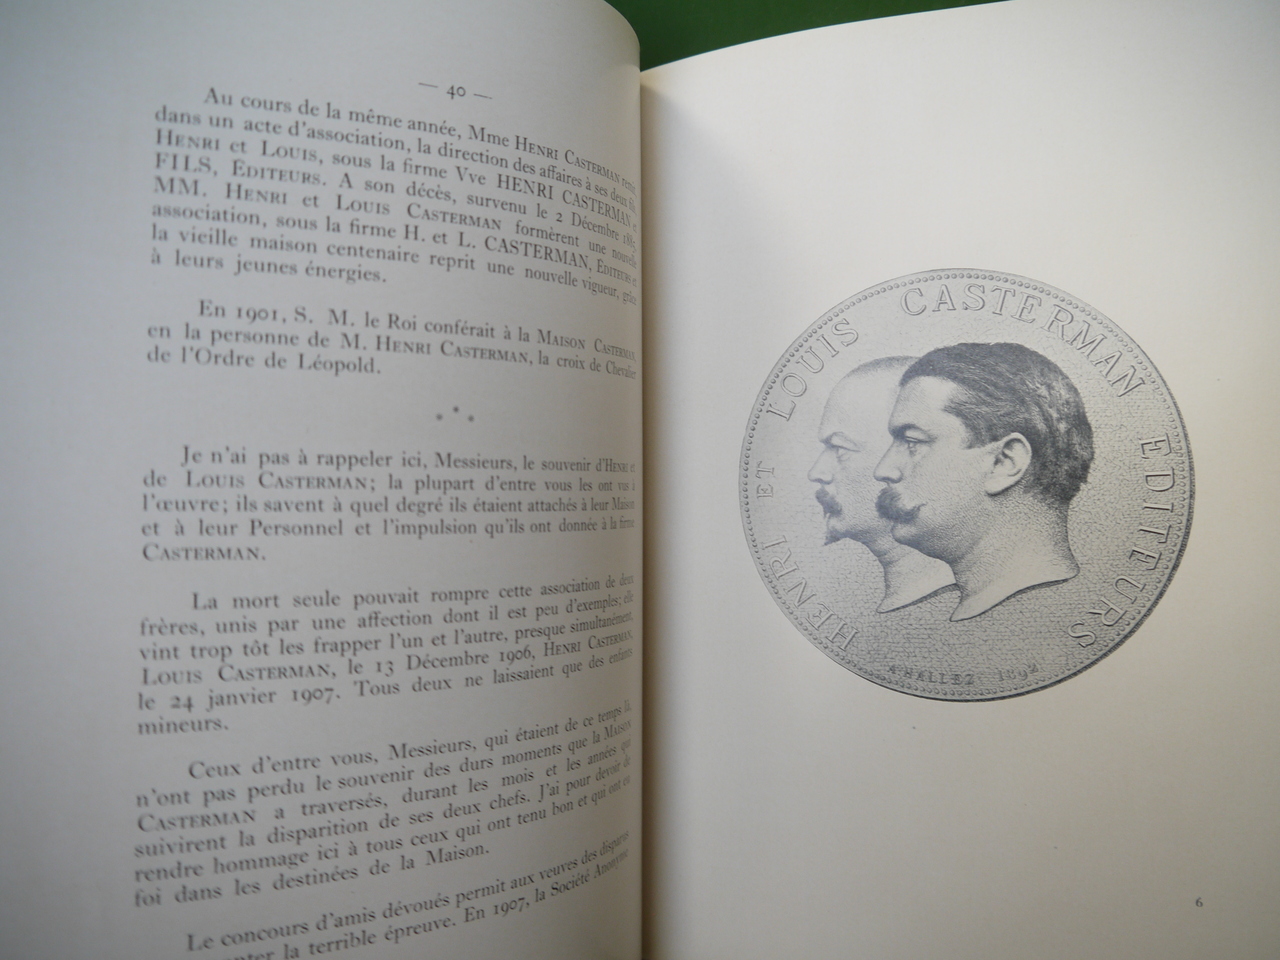 — 40 —
Au cours de la même année, Mme HENRI CASTERMAN remit,
dans un acte d'association, la direction des affaires à ses deux fils,
HENRI et LOUIS, sous la firme Vve HENRI CASTERMAN et
FILS, EDITEURS. A son décès, survenu le 2 Décembre
MM. HENRI et LOUIS CASTERMAN formèrent une nouvelle
association, sous la firme H. et L. CASTERMAN, EDITEURS et
la vieille maison centenaire reprit une nouvelle vigueur, grâce
à leurs jeunes énergies.
En 1901, S. M. le Roi conférait à la MAISON CASTERMAN,
en la personne de M. HENRI CASTERMAN, la croix de Chevalier
de l'Ordre de Léopold.
* * *
Je n'ai pas à rappeler ici, Messieurs, le souvenir d'HENRI et
de LOUIS CASTERMAN; la plupart d'entre vous les ont vus à
l'œuvre; ils savent à quel degré ils étaient attachés à leur Maison
et à leur Personnel et l'impulsion qu'ils ont donnée à la firme
CASTERMAN.
La mort seule pouvait rompre cette association de deux
frères, unis par une affection dont il est peu d'exemples; elle
vint trop tôt les frapper l'un et l'autre, presque simultanément,
LOUIS CASTERMAN, le 13 Décembre 1906, HENRI CASTERMAN,
le 24 janvier 1907. Tous deux ne laissaient que des enfants
mineurs.
Ceux d'entre vous, Messieurs, qui étaient de ce temps là,
n'ont pas perdu le souvenir des durs moments que la MAISON
CASTERMAN a traversés, durant les mois et les années qui
suivirent la disparition de ses deux chefs. J'ai pour devoir de
rendre hommage ici à tous ceux qui ont tenu bon et qui ont eu
foi dans les destinées de la Maison.
Le concours d'amis dévoués permit aux veuves des disparus
la terrible épreuve. En 1907, la Société Anonyme
HENRI ET LOUIS CASTERMAN EDITEURS
HALLEZ
6